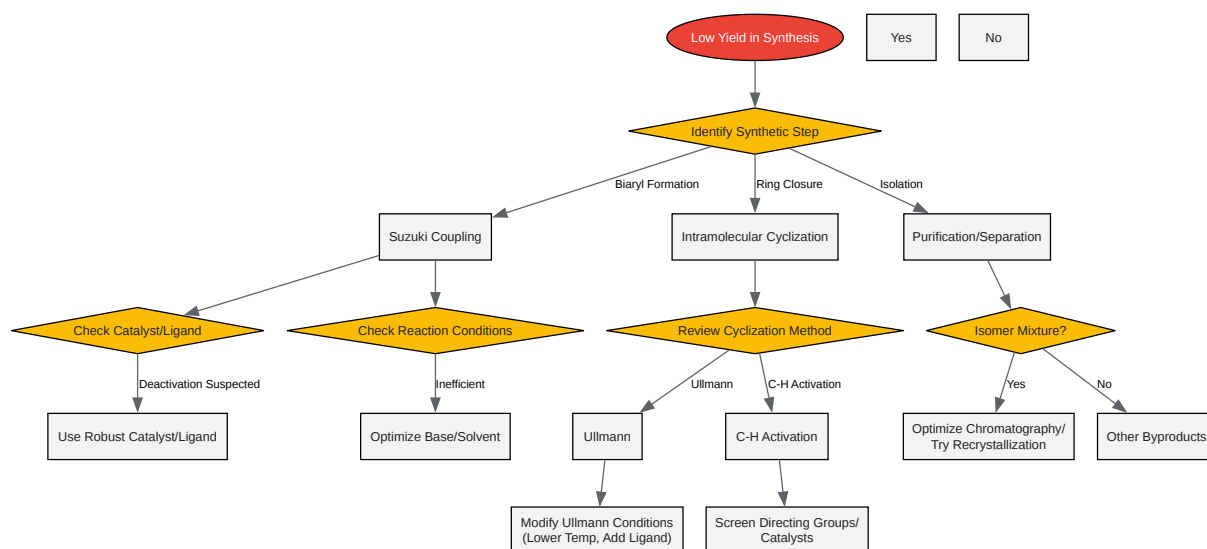 Low Yield in Synthesis
Yes
No
Identify Synthetic Step
Biaryl Formation
Ring Closure
Isolation
Suzuki Coupling
Intramolecular Cyclization
Purification/Separation
Check Catalyst/Ligand
Check Reaction Conditions
Review Cyclization Method
Isomer Mixture?
Deactivation Suspected
Inefficient
Ullmann
C-H Activation
Yes
No
Use Robust Catalyst/Ligand
Optimize Base/Solvent
Ullmann
C-H Activation
Optimize Chromatography/
Try Recrystallization
Other Byproducts
Modify Ullmann Conditions
(Lower Temp, Add Ligand)
Screen Directing Groups/
Catalysts